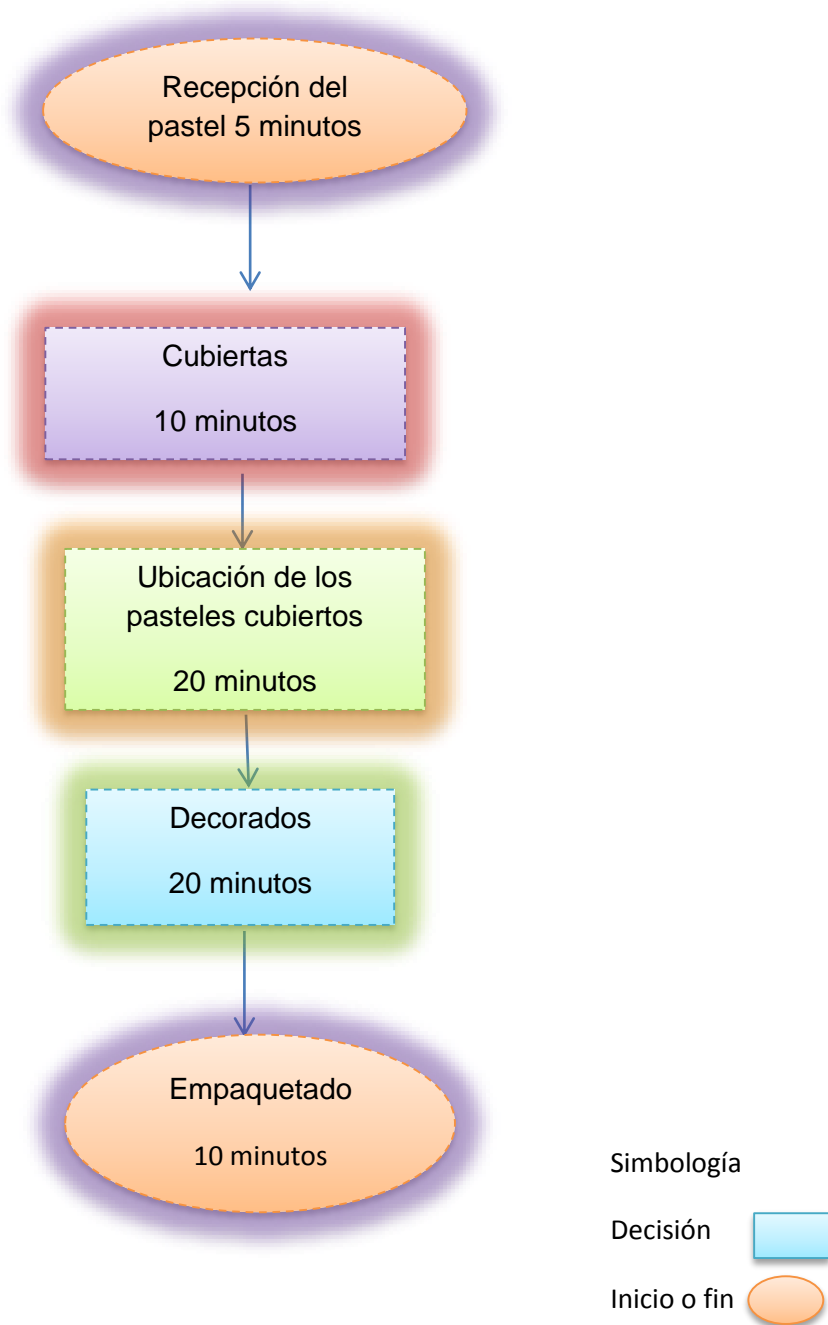 Recepción del
pastel 5 minutos
Cubiertas
10 minutos
Ubicación de los
pasteles cubiertos
20 minutos
Decorados
20 minutos
Empaquetado
10 minutos
Simbología
Decisión
Inicio o fin